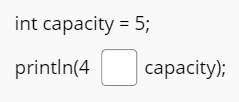 int capacity = 5;
println(4 capacity);